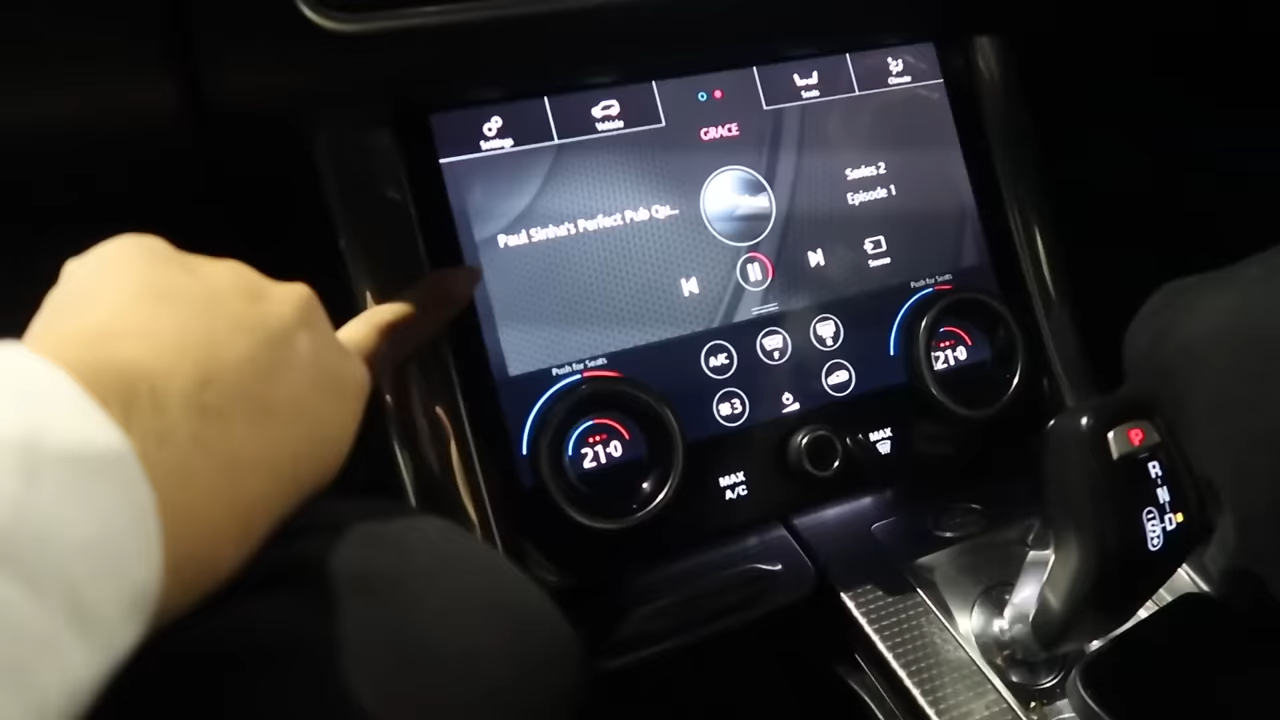 Settings
Vehicle
Seats
Climate
GRACE
Paul Sinha's Perfect Pub Qu...
Series 2
Episode 1
Source
Push for Seats
Push for Seats
A/C
F
R
3
21·0
21·0
MAX
A/C
MAX
P
R
N
D
S
+